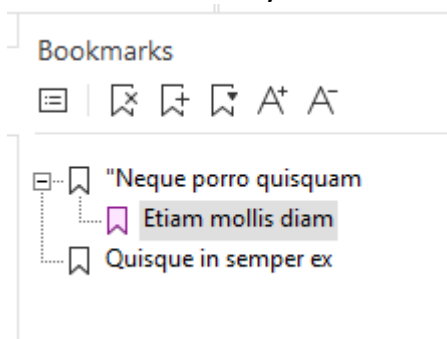 Bookmarks
A+ A-
"Neque porro quisquam
Etiam mollis diam
Quisque in semper ex